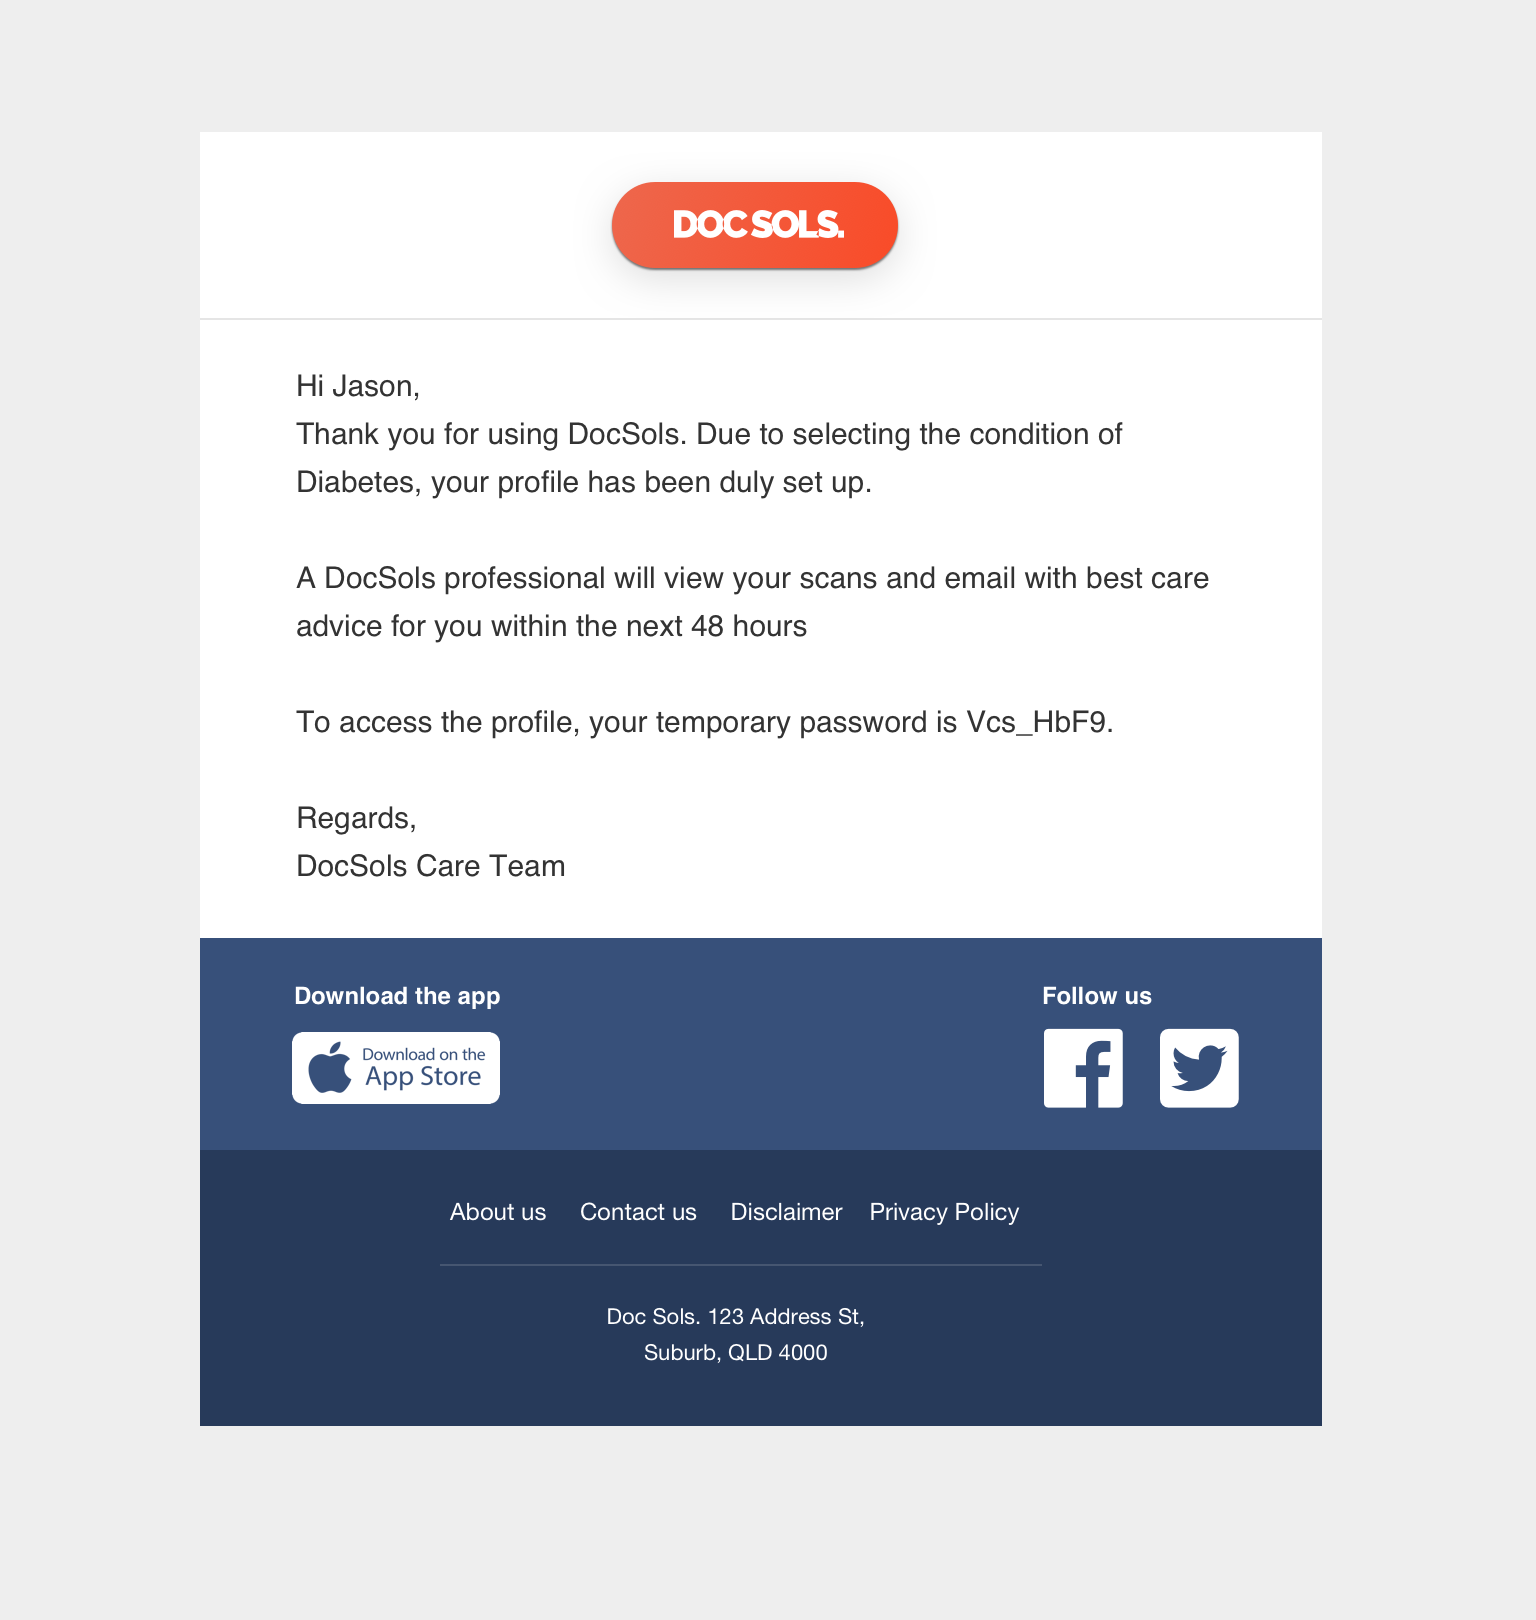 DOC SOLS.
Hi Jason,
Thank you for using DocSols. Due to selecting the condition of
Diabetes, your profile has been duly set up.
A DocSols professional will view your scans and email with best care
advice for you within the next 48 hours
To access the profile, your temporary password is Vcs_HbF9.
Regards,
DocSols Care Team
Download the app
Follow us
Download on the
App Store
About us
Contact us
Disclaimer
Privacy Policy
Doc Sols. 123 Address St,
Suburb, QLD 4000